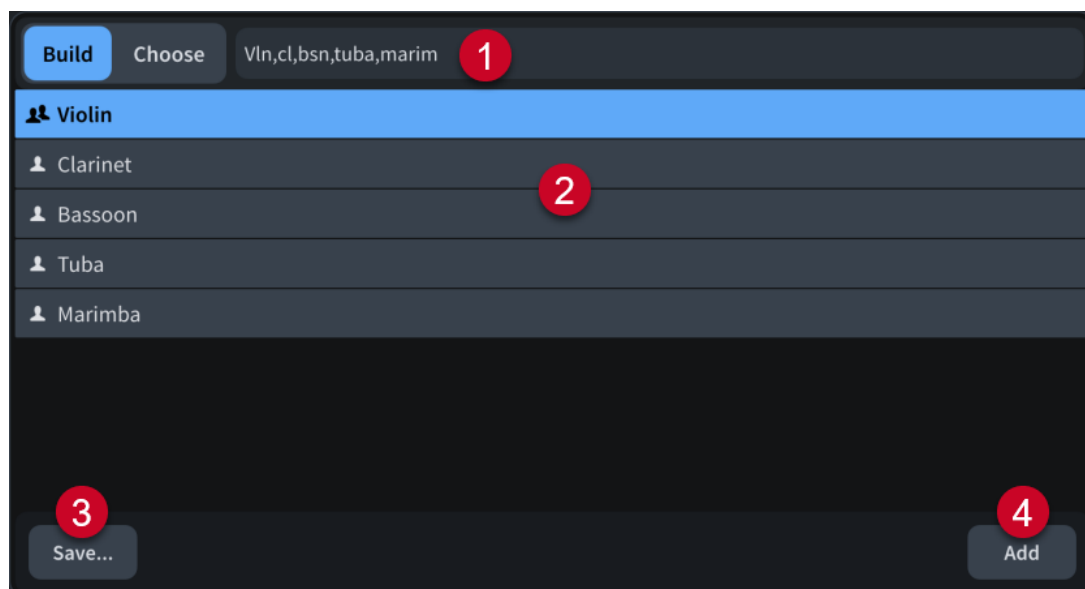 Build Choose Vln,cl,bsn,tuba,marim 1
Violin
Clarinet
2
Bassoon
Tuba
Marimba
3 4
Save... Add